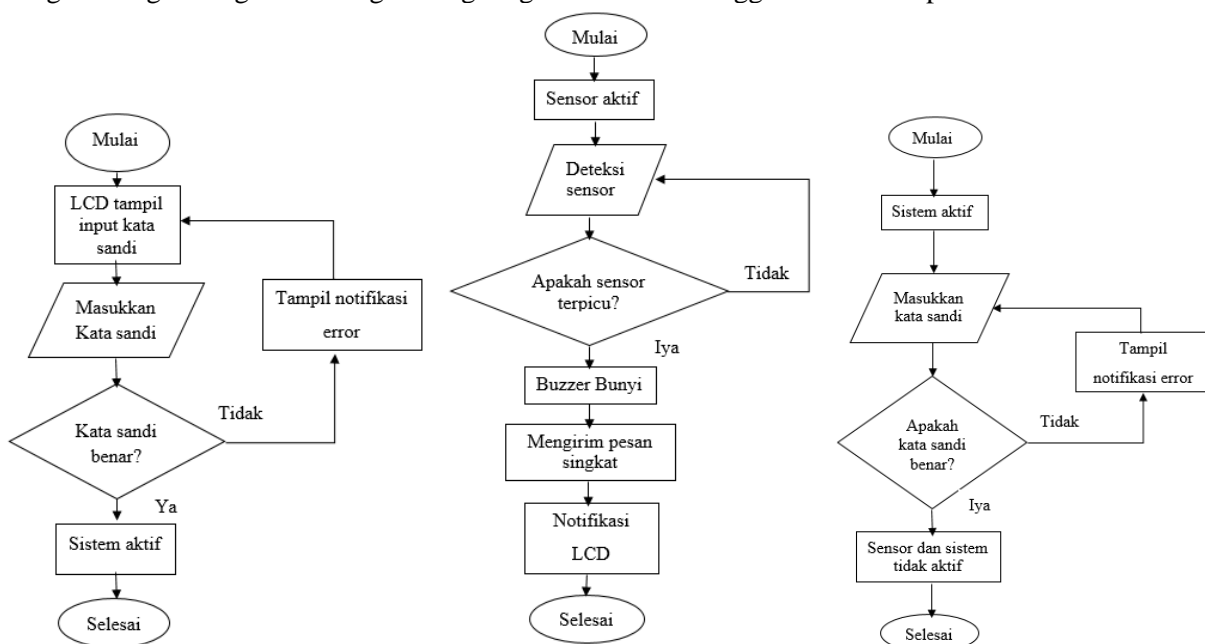 Mulai
LCD tampil
input kata
sandi
Masukkan
Kata sandi
Kata sandi
benar?
Tidak
Tampil notifikasi
error
Ya
Sistem aktif
Selesai
Mulai
Sensor aktif
Deteksi
sensor
Apakah sensor
terpicu?
Tidak
Iya
Buzzer Bunyi
Mengirim pesan
singkat
Notifikasi
LCD
Selesai
Mulai
Sistem aktif
Masukkan
kata sandi
Apakah
kata sandi
benar?
Tidak
Tampil
notifikasi error
Iya
Sensor dan sistem
tidak aktif
Selesai